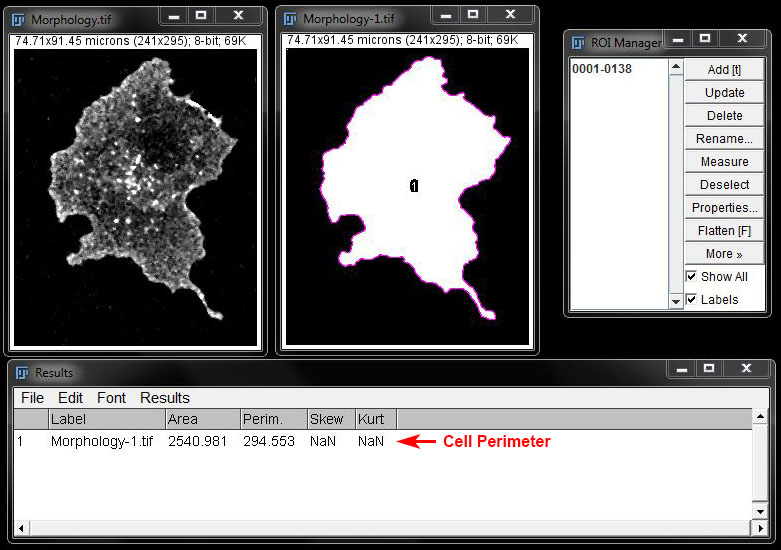 Morphology.tif
74.71x91.45 microns (241x295); 8-bit; 69K
Morphology-1.tif
74.71x91.45 microns (241x295); 8-bit; 69K
1
ROI Manager
0001-0138
Add [t]
Update
Delete
Rename...
Measure
Deselect
Properties...
Flatten [F]
More »
Show All
Labels
Results
File Edit Font Results
Label Area Perim. Skew Kurt
1 Morphology-1.tif 2540.981 294.553 NaN NaN Cell Perimeter